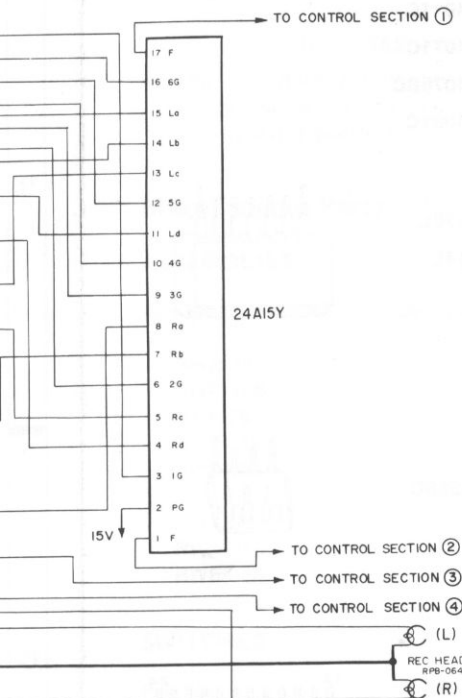 TO CONTROL SECTION ①
17 F
16 6G
15 La
14 Lb
13 Lc
12 5G
11 Ld
10 4G
9 3G
24A15Y
8 Ra
7 Rb
6 2G
5 Rc
4 Rd
3 1G
2 PG
15V
1 F
TO CONTROL SECTION ②
TO CONTROL SECTION ③
TO CONTROL SECTION ④
(L)
REC HEAD
RPB-064
(R)